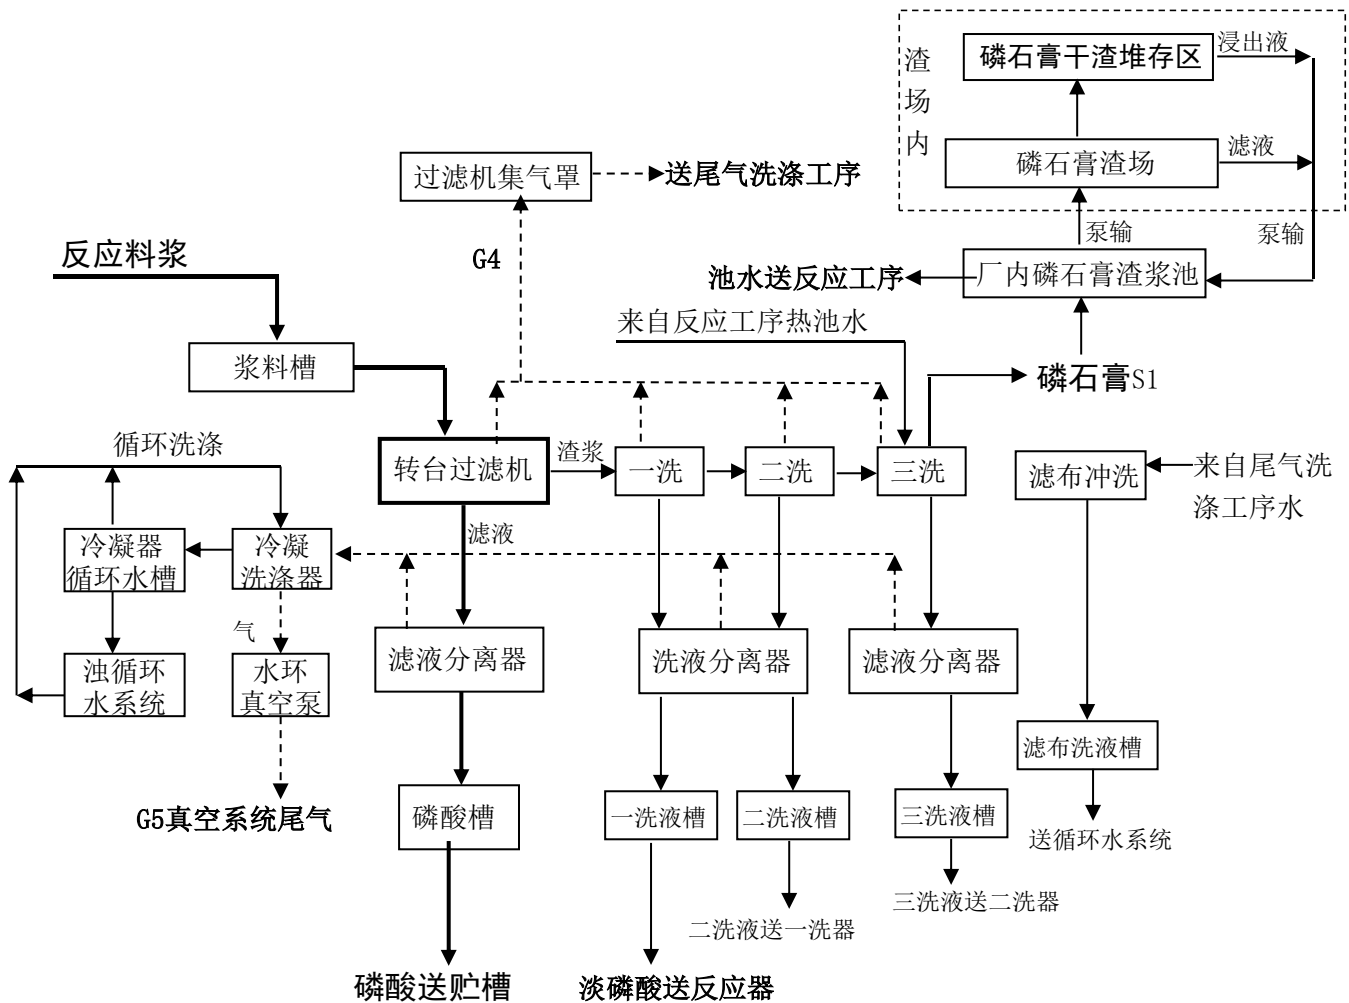 渣场内
磷石膏干渣堆存区
浸出液
磷石膏渣场
滤液
过滤机集气罩
送尾气洗涤工序
泵输
泵输
反应料浆
G4
池水送反应工序
厂内磷石膏渣浆池
来自反应工序热池水
浆料槽
磷石膏S1
循环洗涤
转台过滤机
渣浆
一洗
二洗
三洗
滤布冲洗
来自尾气洗
涤工序水
滤液
冷凝器
循环水槽
冷凝
洗涤器
气
滤液分离器
洗液分离器
滤液分离器
浊循环
水系统
水环
真空泵
滤布洗液槽
G5真空系统尾气
磷酸槽
一洗液槽
二洗液槽
三洗液槽
送循环水系统
三洗液送二洗器
二洗液送一洗器
磷酸送贮槽
淡磷酸送反应器